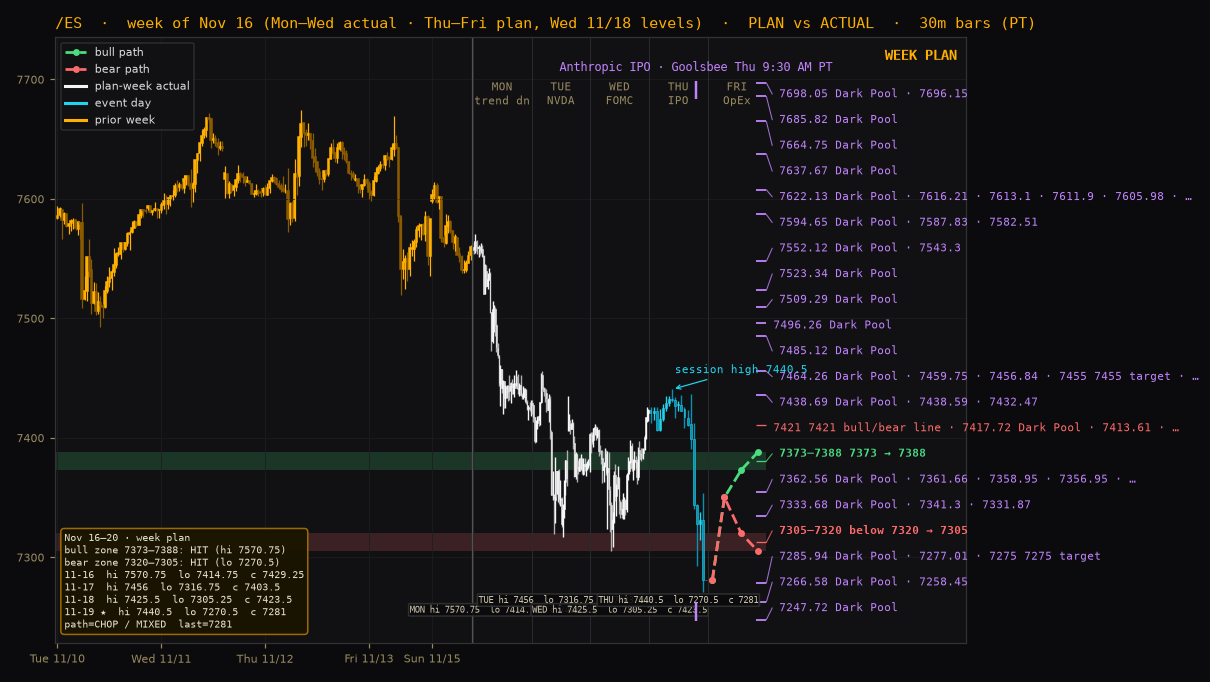 /ES · week of Nov 16 (Mon–Wed actual · Thu–Fri plan, Wed 11/18 levels) · PLAN vs ACTUAL · 30m bars (PT)
bull path
bear path
plan-week actual
event day
prior week
WEEK PLAN
Anthropic IPO · Goolsbee Thu 9:30 AM PT
MON
trend dn
TUE
NVDA
WED
FOMC
THU
IPO
FRI
OpEx
7700
7600
7500
7400
7300
7698.05 Dark Pool · 7696.15
7685.82 Dark Pool
7664.75 Dark Pool
7637.67 Dark Pool
7622.13 Dark Pool · 7616.21 · 7613.1 · 7611.9 · 7605.98 · …
7594.65 Dark Pool · 7587.83 · 7582.51
7552.12 Dark Pool · 7543.3
7523.34 Dark Pool
7509.29 Dark Pool
7496.26 Dark Pool
7485.12 Dark Pool
session high 7440.5
7464.26 Dark Pool · 7459.75 · 7456.84 · 7455 7455 target · …
7438.69 Dark Pool · 7438.59 · 7432.47
7421 7421 bull/bear line · 7417.72 Dark Pool · 7413.61 · …
7373–7388 7373 → 7388
7362.56 Dark Pool · 7361.66 · 7358.95 · 7356.95 · …
7333.68 Dark Pool · 7341.3 · 7331.87
7305–7320 below 7320 → 7305
7285.94 Dark Pool · 7277.01 · 7275 7275 target
7266.58 Dark Pool · 7258.45
7247.72 Dark Pool
Nov 16–20 · week plan
bull zone 7373–7388: HIT (hi 7570.75)
bear zone 7320–7305: HIT (lo 7270.5)
11-16 hi 7570.75 lo 7414.75 c 7429.25
11-17 hi 7456 lo 7316.75 c 7403.5
11-18 hi 7425.5 lo 7305.25 c 7423.5
11-19 ★ hi 7440.5 lo 7270.5 c 7281
path=CHOP / MIXED last=7281
TUE hi 7456 lo 7316.75
THU hi 7440.5 lo 7270.5 c 7281
MON hi 7570.75 lo 7414.
WED hi 7425.5 lo 7305.25 c 7423.5
Tue 11/10
Wed 11/11
Thu 11/12
Fri 11/13
Sun 11/15